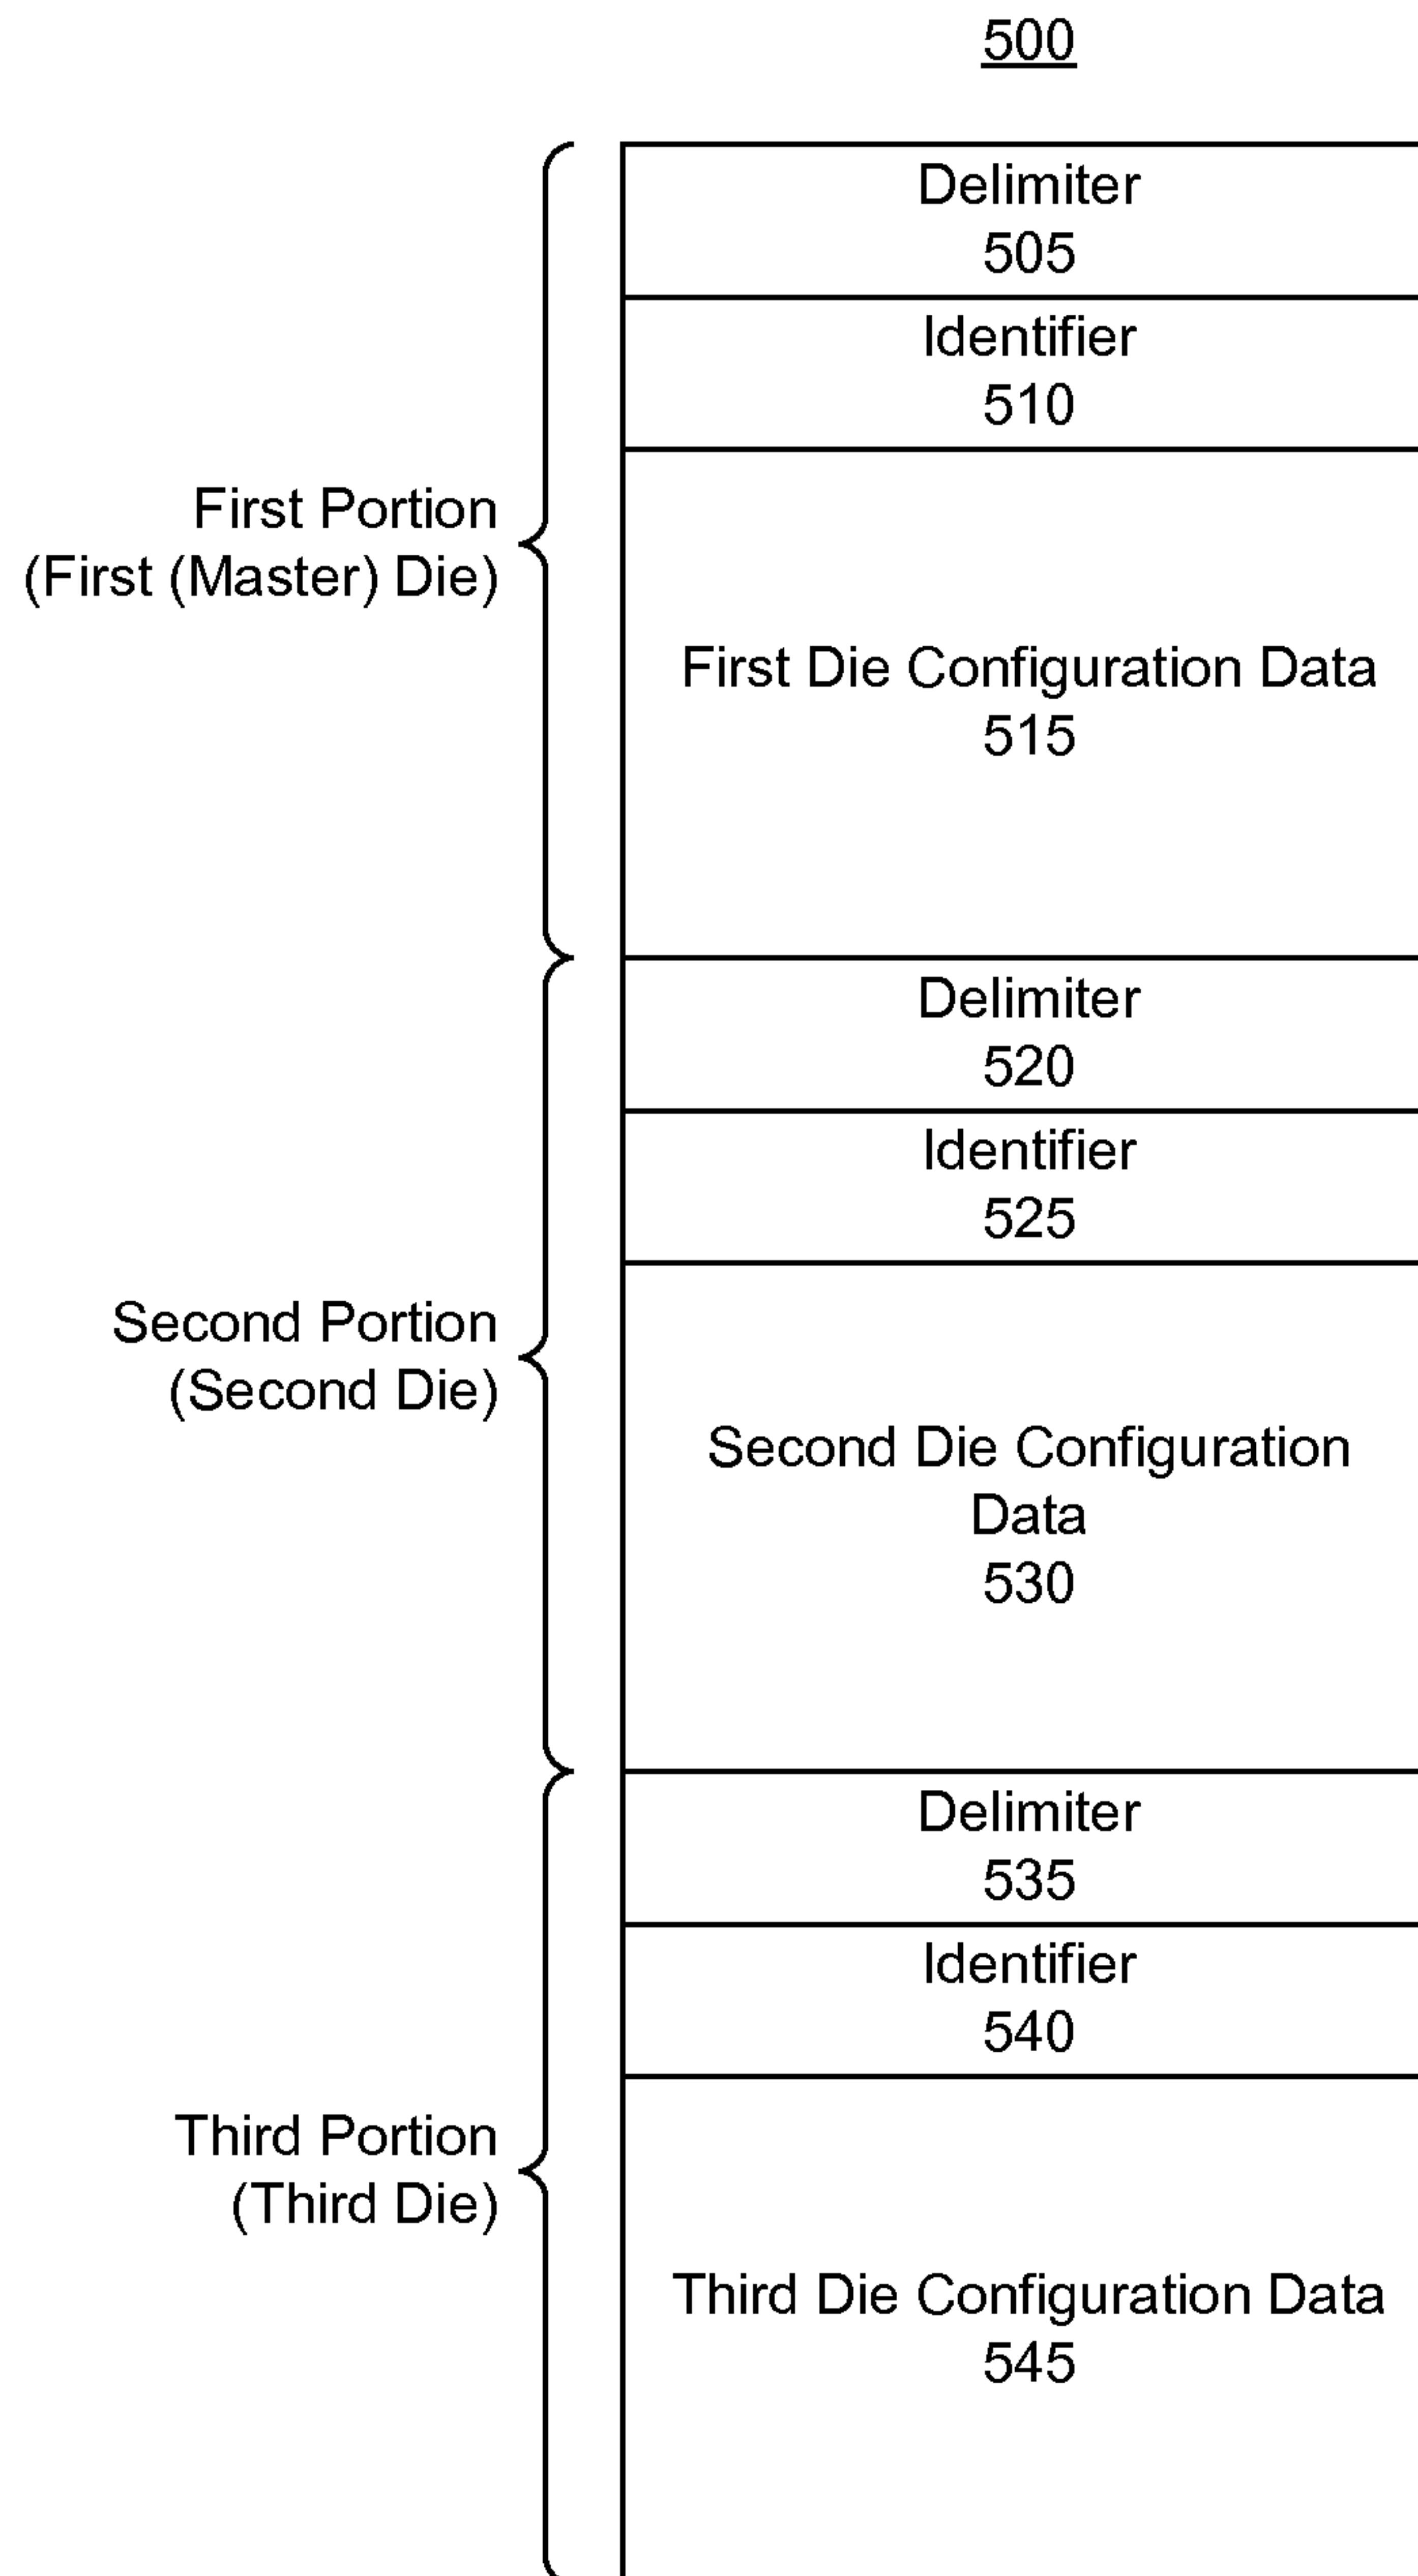 500
Delimiter
505
Identifier
510
First Portion
(First (Master) Die)
First Die Configuration Data
515
Delimiter
520
Identifier
525
Second Portion
(Second Die)
Second Die Configuration
Data
530
Delimiter
535
Identifier
540
Third Portion
(Third Die)
Third Die Configuration Data
545